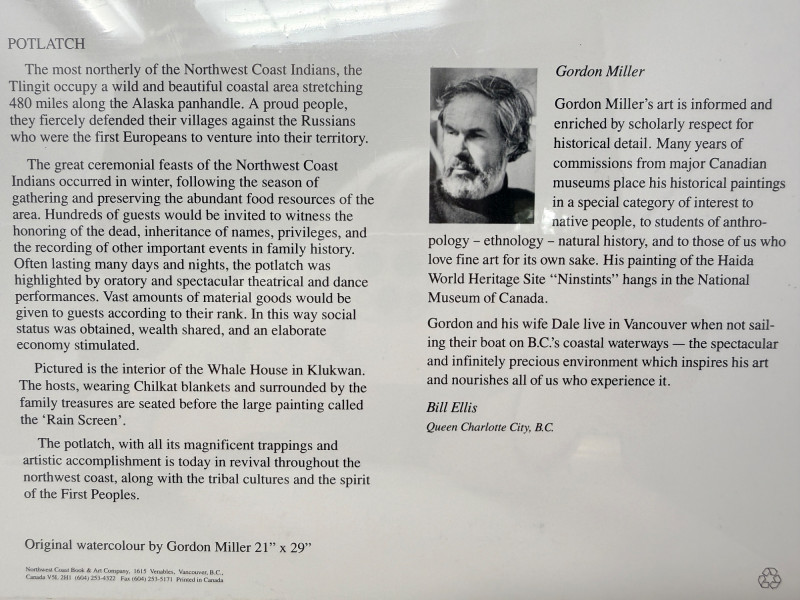 POTLATCH
The most northerly of the Northwest Coast Indians, the
Tlingit occupy a wild and beautiful coastal area stretching
480 miles along the Alaska panhandle. A proud people,
they fiercely defended their villages against the Russians
who were the first Europeans to venture into their territory.
The great ceremonial feasts of the Northwest Coast
Indians occurred in winter, following the season of
gathering and preserving the abundant food resources of the
area. Hundreds of guests would be invited to witness the
honoring of the dead, inheritance of names, privileges, and
the recording of other important events in family history.
Often lasting many days and nights, the potlatch was
highlighted by oratory and spectacular theatrical and dance
performances. Vast amounts of material goods would be
given to guests according to their rank. In this way social
status was obtained, wealth shared, and an elaborate
economy stimulated.
Pictured is the interior of the Whale House in Klukwan.
The hosts, wearing Chilkat blankets and surrounded by the
family treasures are seated before the large painting called
the ‘Rain Screen’.
The potlatch, with all its magnificent trappings and
artistic accomplishment is today in revival throughout the
northwest coast, along with the tribal cultures and the spirit
of the First Peoples.
Original watercolour by Gordon Miller 21” x 29”
Northwest Coast Book & Art Company, 1615 Venables, Vancouver, B.C.,
Canada V5L 2H1 (604) 253-4322 Fax (604) 253-5171 Printed in Canada
Gordon Miller
Gordon Miller’s art is informed and
enriched by scholarly respect for
historical detail. Many years of
commissions from major Canadian
museums place his historical paintings
in a special category of interest to
native people, to students of anthro-
pology – ethnology – natural history, and to those of us who
love fine art for its own sake. His painting of the Haida
World Heritage Site “Ninstints” hangs in the National
Museum of Canada.
Gordon and his wife Dale live in Vancouver when not sail-
ing their boat on B.C.’s coastal waterways — the spectacular
and infinitely precious environment which inspires his art
and nourishes all of us who experience it.
Bill Ellis
Queen Charlotte City, B.C.